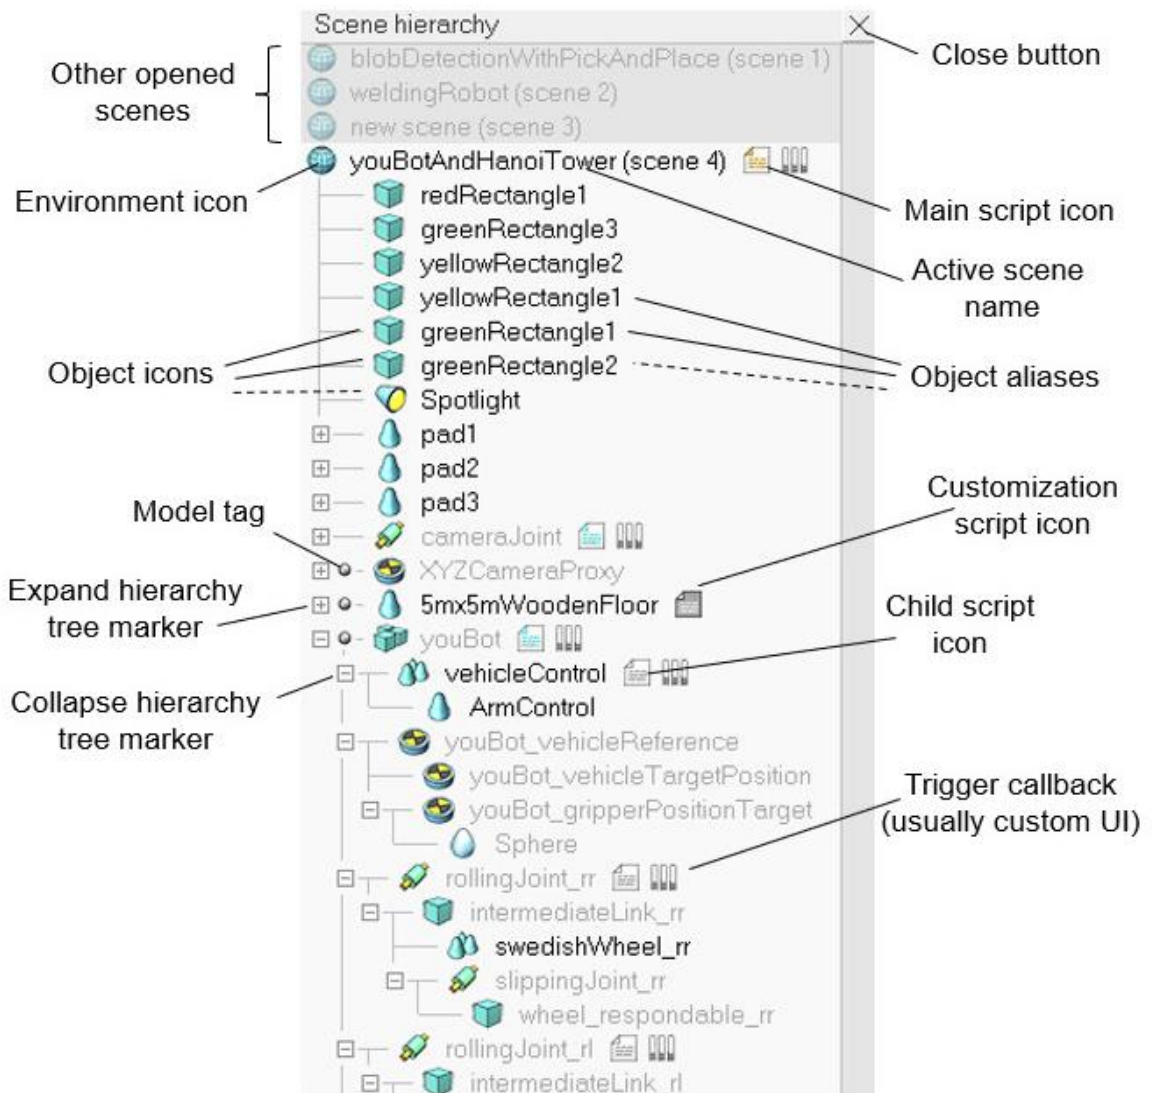 Scene hierarchy
Close button
Other opened
scenes
blobDetectionWithPickAndPlace (scene 1)
weldingRobot (scene 2)
new scene (scene 3)
youBotAndHanoiTower (scene 4)
Environment icon
Main script icon
Active scene
name
redRectangle1
greenRectangle3
yellowRectangle2
yellowRectangle1
greenRectangle1
greenRectangle2
Object icons
Object aliases
Spotlight
pad1
pad2
pad3
Model tag
Customization
script icon
cameraJoint
XYZCameraProxy
Expand hierarchy
tree marker
5mx5mWoodenFloor
Child script
icon
youBot
vehicleControl
Collapse hierarchy
tree marker
ArmControl
youBot_vehicleReference
youBot_vehicleTargetPosition
youBot_gripperPositionTarget
Trigger callback
(usually custom UI)
Sphere
rollingJoint_rr
intermediateLink_rr
swedishWheel_rr
slippingJoint_rr
wheel_respondable_rr
rollingJoint_rl
intermediateLink_rl